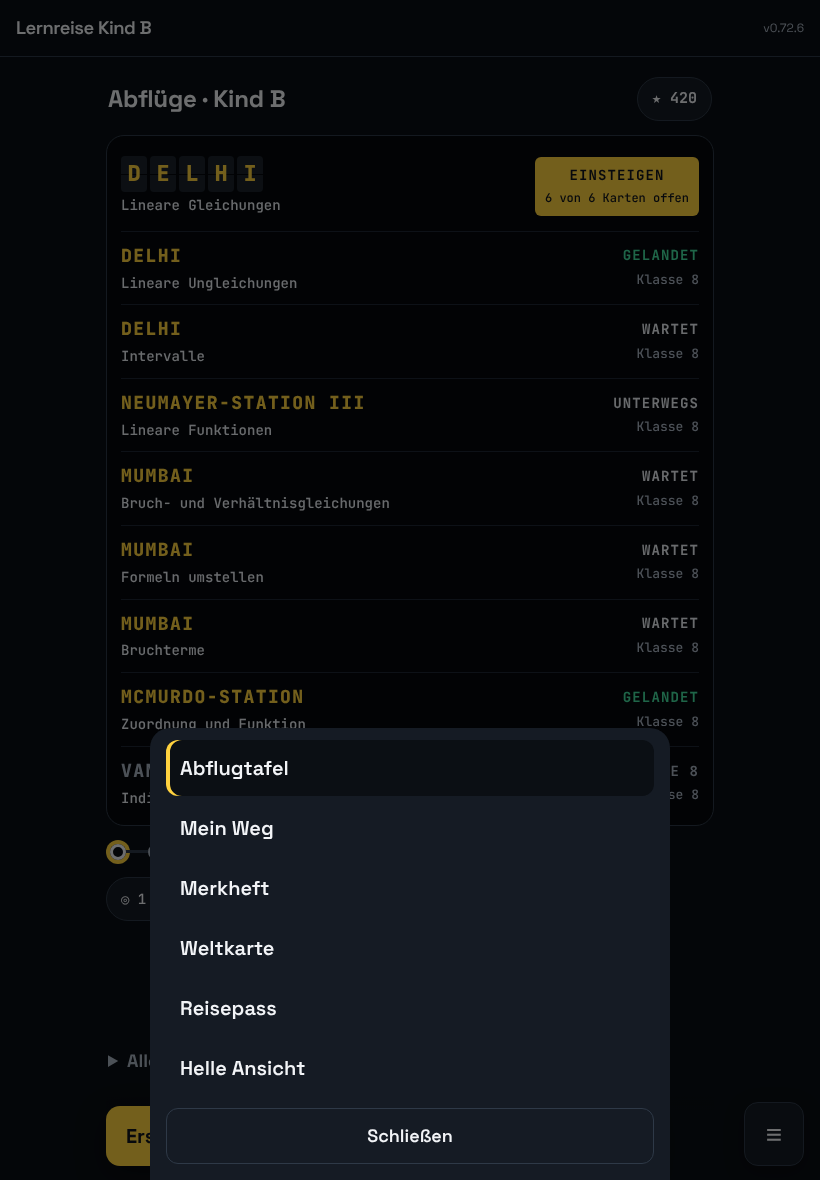 Lernreise Kind B
v0.72.6
Abflüge · Kind B
★ 420
DELHI
Lineare Gleichungen
EINSTEIGEN
6 von 6 Karten offen
DELHI
GELANDET
Lineare Ungleichungen
Klasse 8
DELHI
WARTET
Intervalle
Klasse 8
NEUMAYER-STATION III
UNTERWEGS
Lineare Funktionen
Klasse 8
MUMBAI
WARTET
Bruch- und Verhältnisgleichungen
Klasse 8
MUMBAI
WARTET
Formeln umstellen
Klasse 8
MUMBAI
WARTET
Bruchterme
Klasse 8
MCMURDO-STATION
GELANDET
Zuordnung und Funktion
Klasse 8
◎ 1
Abflugtafel
Mein Weg
Merkheft
Weltkarte
Reisepass
Helle Ansicht
Schließen